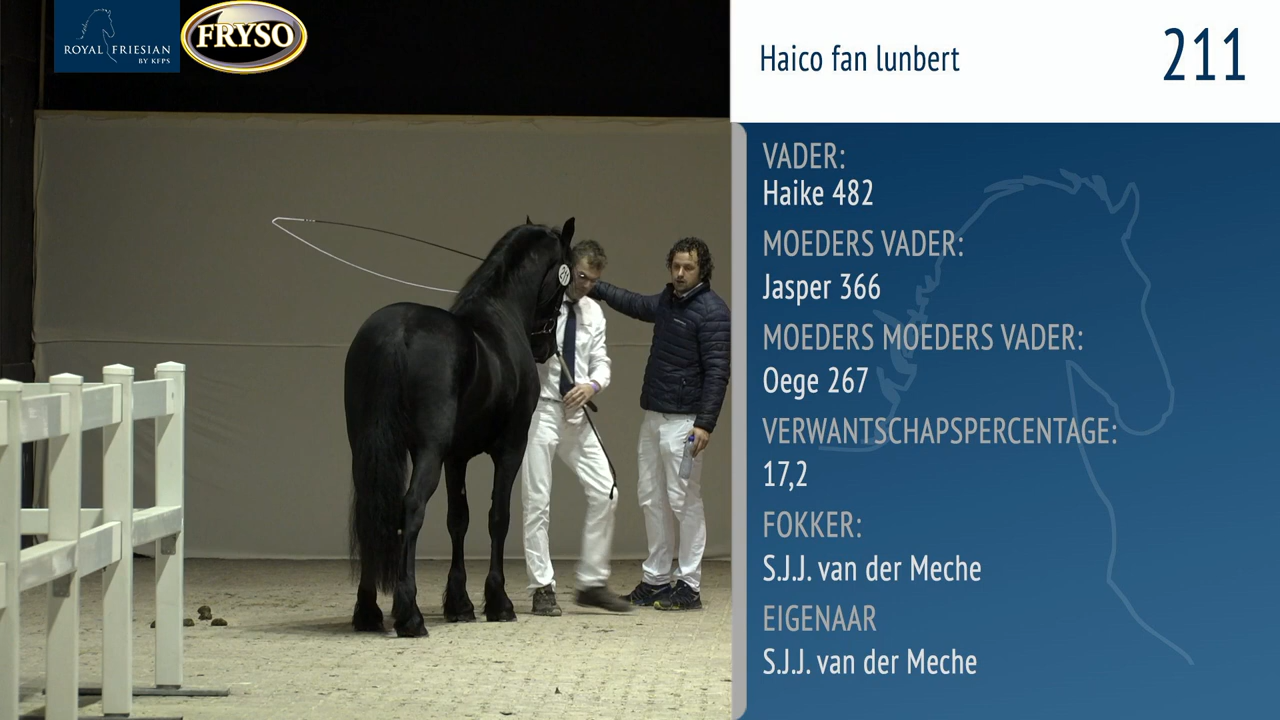 ROYAL FRIESIAN
BY KFPS
FRYSO
Haico fan lunbert
211
VADER:
Haike 482
MOEDERS VADER:
Jasper 366
MOEDERS MOEDERS VADER:
Oege 267
VERWANTSCHAPSPERCENTAGE:
17,2
FOKKER:
S.J.J. van der Meche
EIGENAAR
S.J.J. van der Meche
211